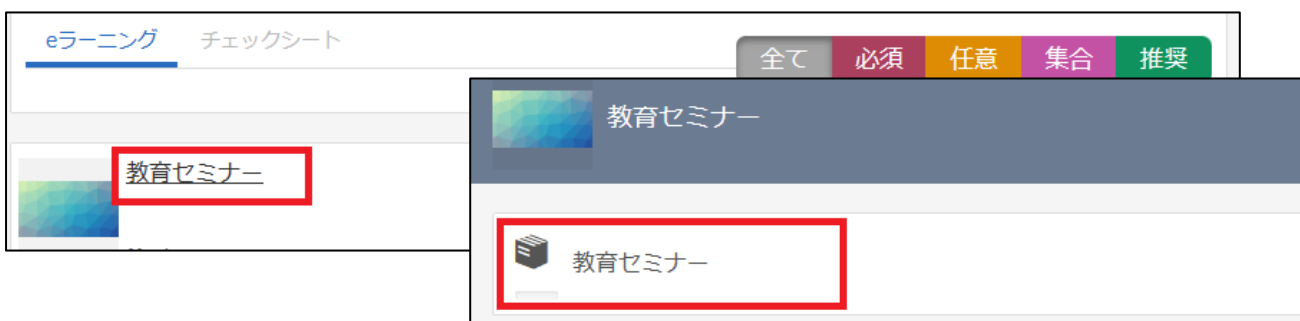 eラーニング チェックシート
全て 必須 任意 集合 推奨
教育セミナー
教育セミナー
教育セミナー